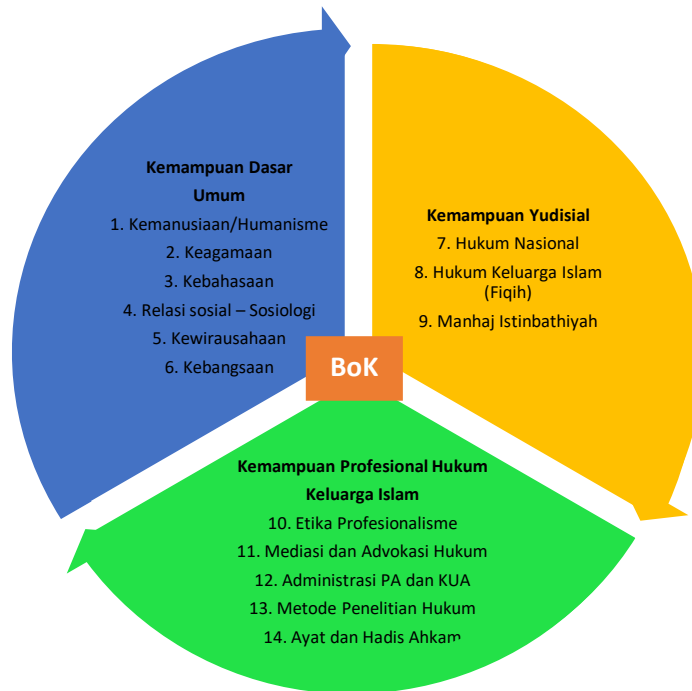 Kemampuan Dasar
Umum
1. Kemanusiaan/Humanisme
2. Keagamaan
3. Kebahasaan
4. Relasi sosial – Sosiologi
5. Kewirausahaan
6. Kebangsaan
Kemampuan Yudisial
7. Hukum Nasional
8. Hukum Keluarga Islam
(Fiqih)
9. Manhaj Istinbathiyah
BoK
Kemampuan Profesional Hukum
Keluarga Islam
10. Etika Profesionalisme
11. Mediasi dan Advokasi Hukum
12. Administrasi PA dan KUA
13. Metode Penelitian Hukum
14. Ayat dan Hadis Ahkam